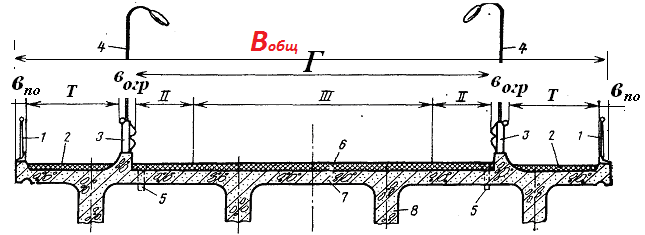 4 4
Вобщ
Г
впо Т вогр II III II вогр Т впо
1 2 3 6 3 2 1
5 7 8 5